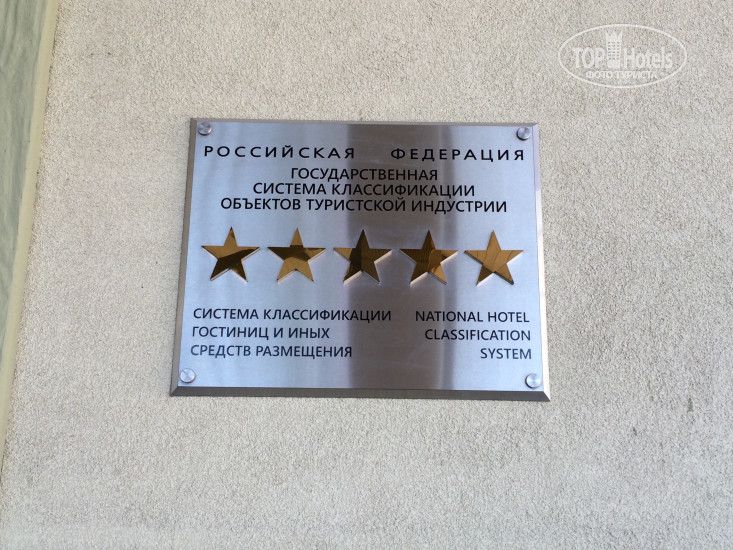 TOP Hotels
ФОТО ТУРИСТА
РОССИЙСКАЯ ФЕДЕРАЦИЯ
ГОСУДАРСТВЕННАЯ
СИСТЕМА КЛАССИФИКАЦИИ
ОБЪЕКТОВ ТУРИСТСКОЙ ИНДУСТРИИ
СИСТЕМА КЛАССИФИКАЦИИ
ГОСТИНИЦ И ИНЫХ
СРЕДСТВ РАЗМЕЩЕНИЯ
NATIONAL HOTEL
CLASSIFICATION
SYSTEM